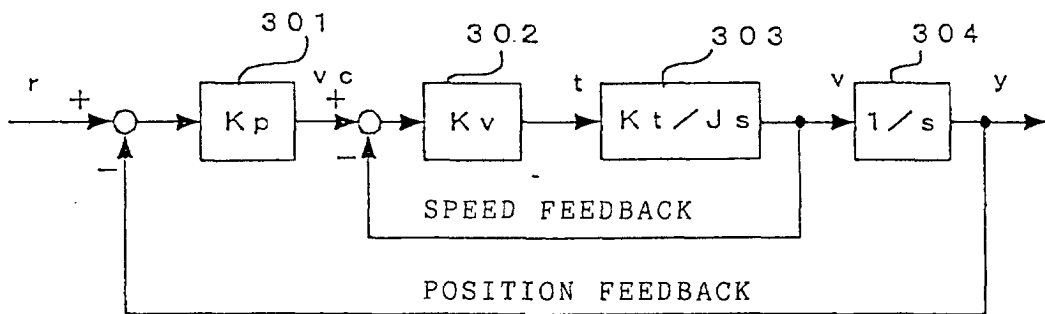 301
302
303
304
r
+
−
Kp
vc
+
−
Kv
t
Kt/Js
v
1/s
y
SPEED FEEDBACK
POSITION FEEDBACK